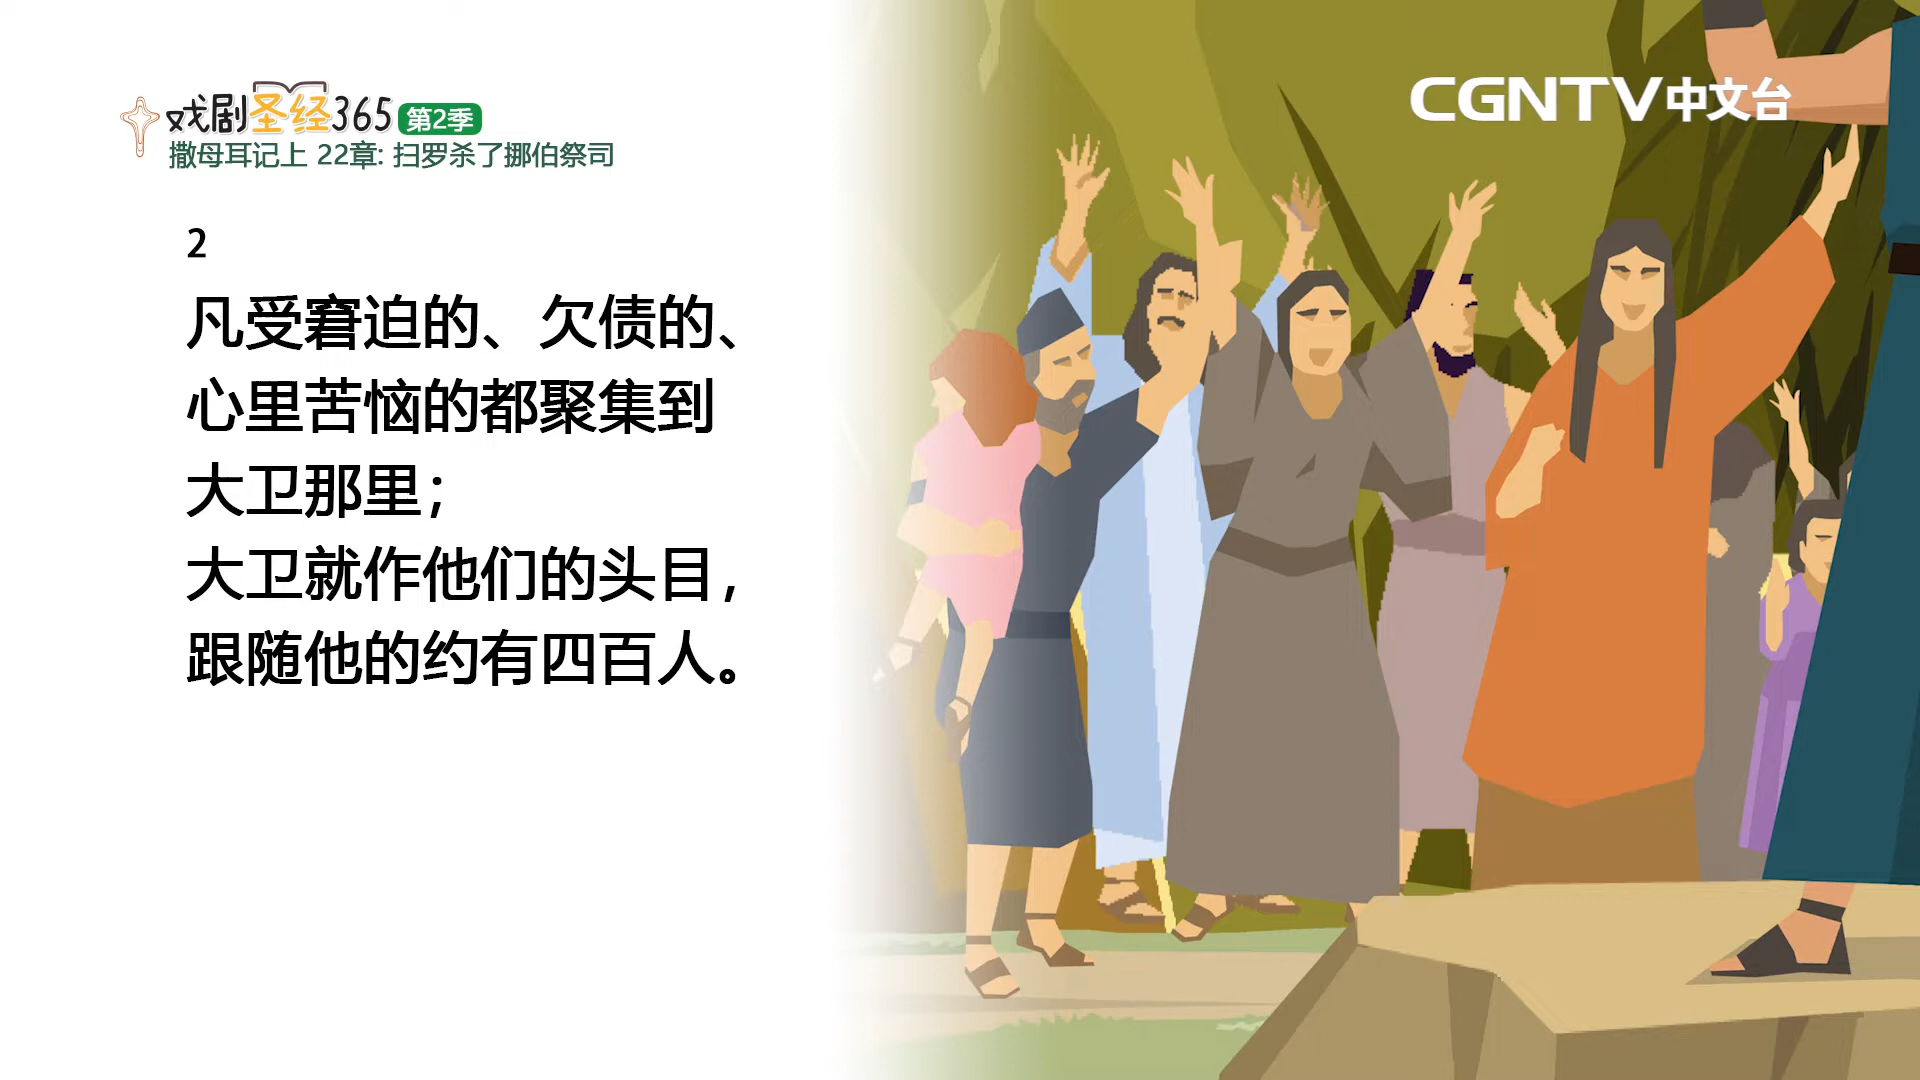 戏剧圣经365 第2季
CGNTV中文台
撒母耳记上 22章: 扫罗杀了挪伯祭司
2
凡受窘迫的、欠债的、
心里苦恼的都聚集到
大卫那里；
大卫就作他们的头目，
跟随他的约有四百人。